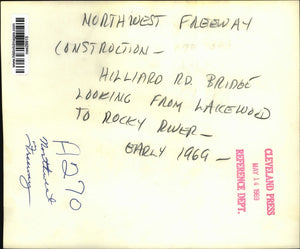 NORTHWEST FREEWAY
CONSTRUCTION —
HILLIARD RD. BRIDGE
LOOKING FROM LAKEWOOD
TO ROCKY RIVER —
EARLY 1969 —
A270
Northwest
Freeway
CLEVELAND PRESS
MAY 14 1969
REFERENCE DEPT.